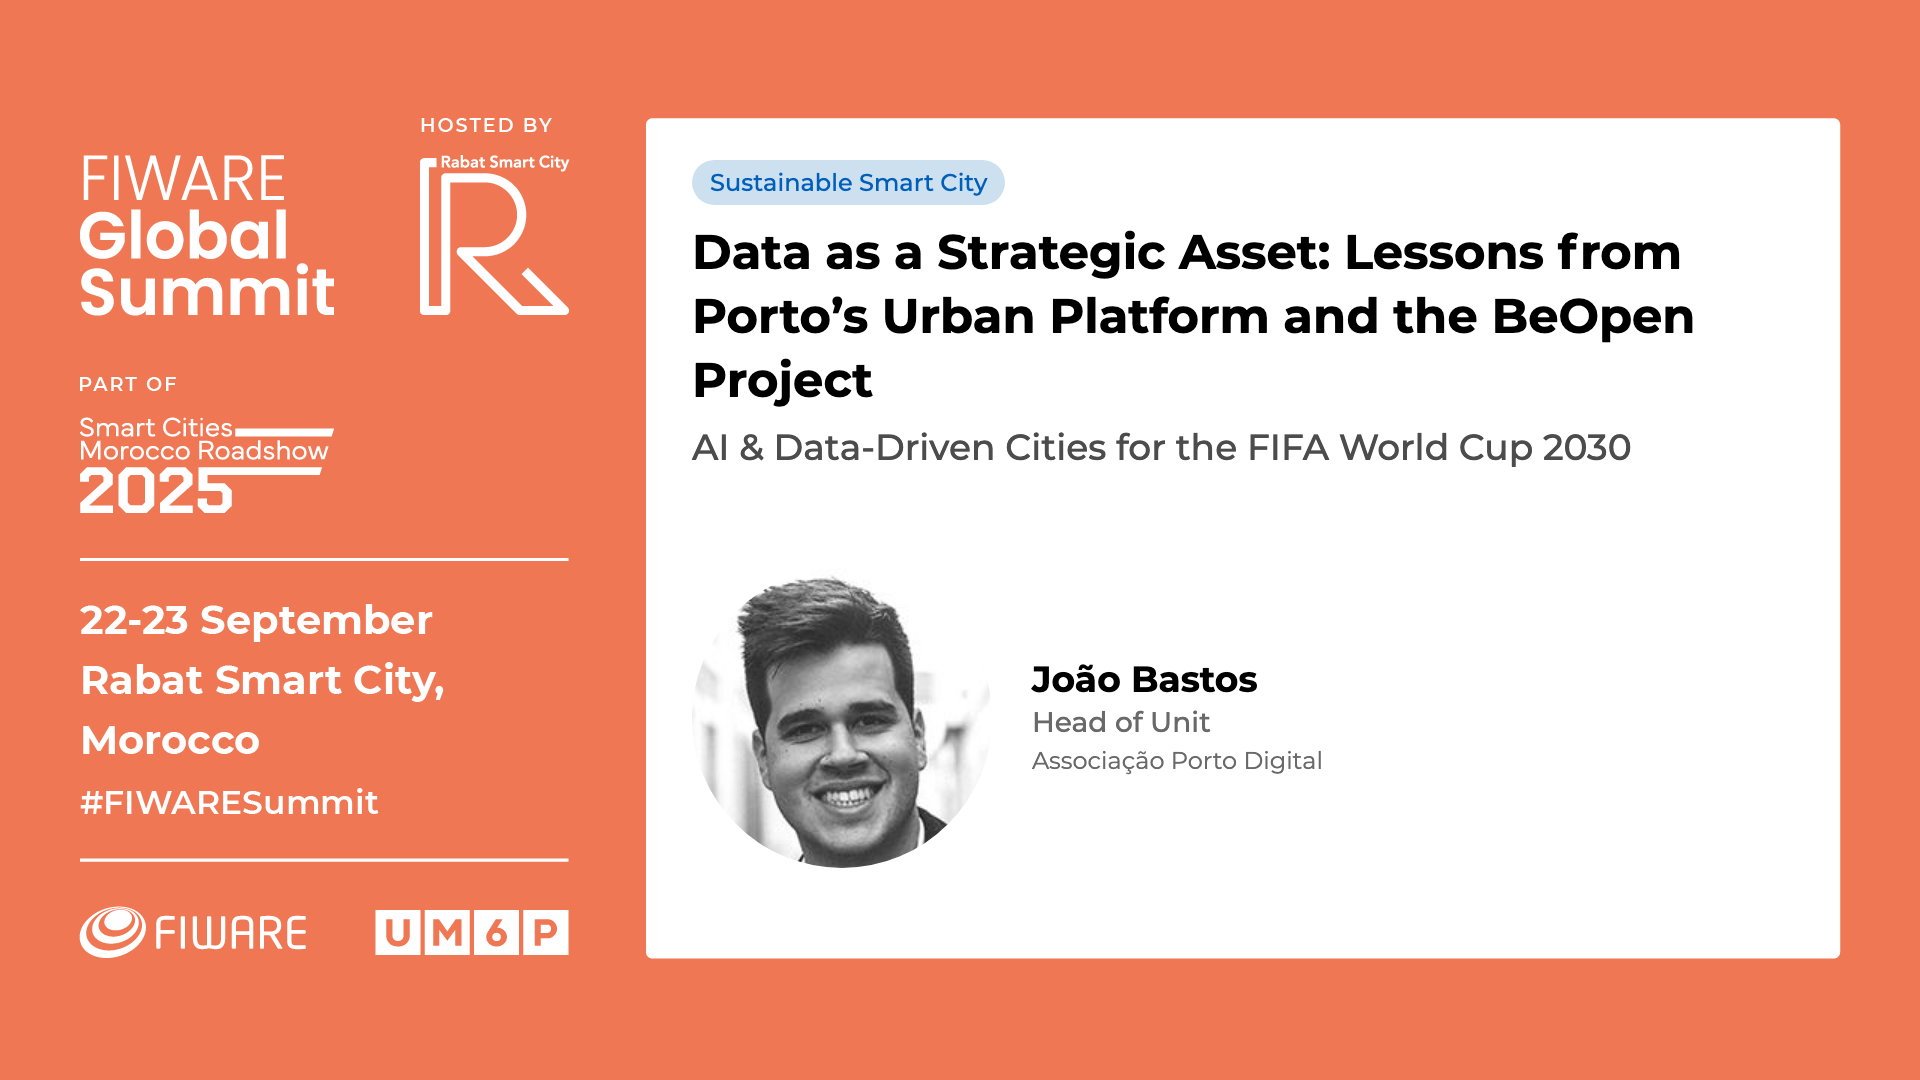 HOSTED BY
FIWARE
Global
Summit
Rabat Smart City
R
PART OF
Smart Cities
Morocco Roadshow
2025
22-23 September
Rabat Smart City,
Morocco
#FIWARESummit
FIWARE
UM6P
Sustainable Smart City
Data as a Strategic Asset: Lessons from
Porto’s Urban Platform and the BeOpen
Project
AI & Data-Driven Cities for the FIFA World Cup 2030
João Bastos
Head of Unit
Associação Porto Digital